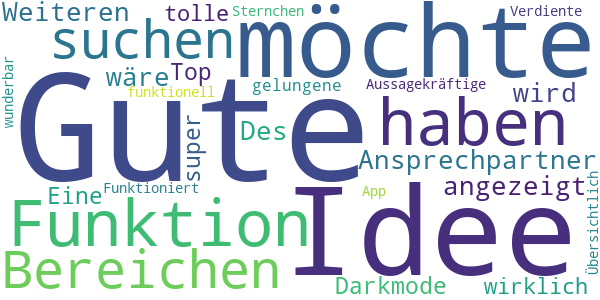 Weiteren tolle Sternchen möchte Verdiente
suchen
wäre Top gelungene Aussagekräftige wird
wunderbar Gute funktionell haben
super Des Ansprechpartner
Eine Funktioniert App angezeigt Übersichtlich
Funktion Idee
Bereichen Darkmode wirklich